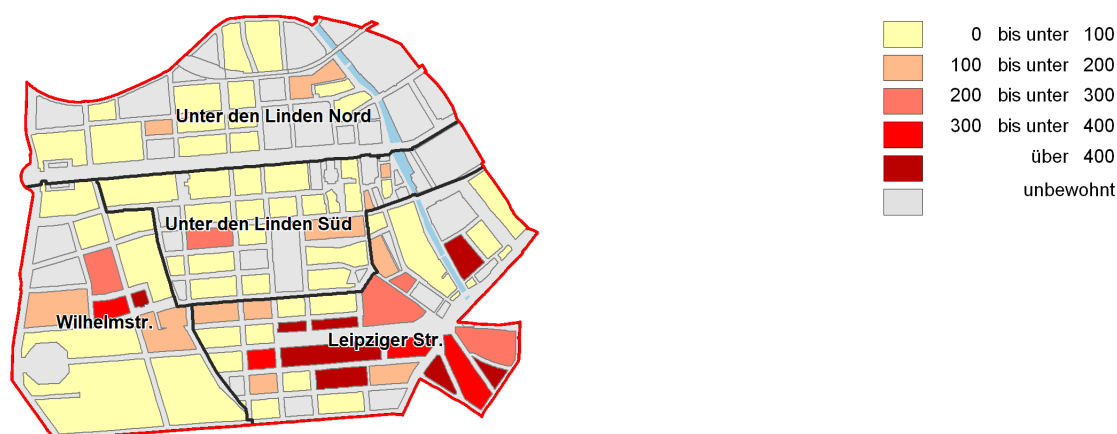 0 bis unter 100
100 bis unter 200
200 bis unter 300
300 bis unter 400
über 400
unbewohnt
Unter den Linden Nord
Unter den Linden Süd
Wilhelmstr.
Leipziger Str.